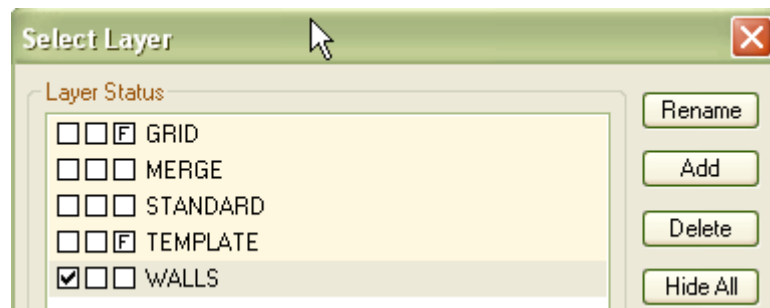 Select Layer
Layer Status
F GRID
MERGE
STANDARD
F TEMPLATE
WALLS
Rename
Add
Delete
Hide All